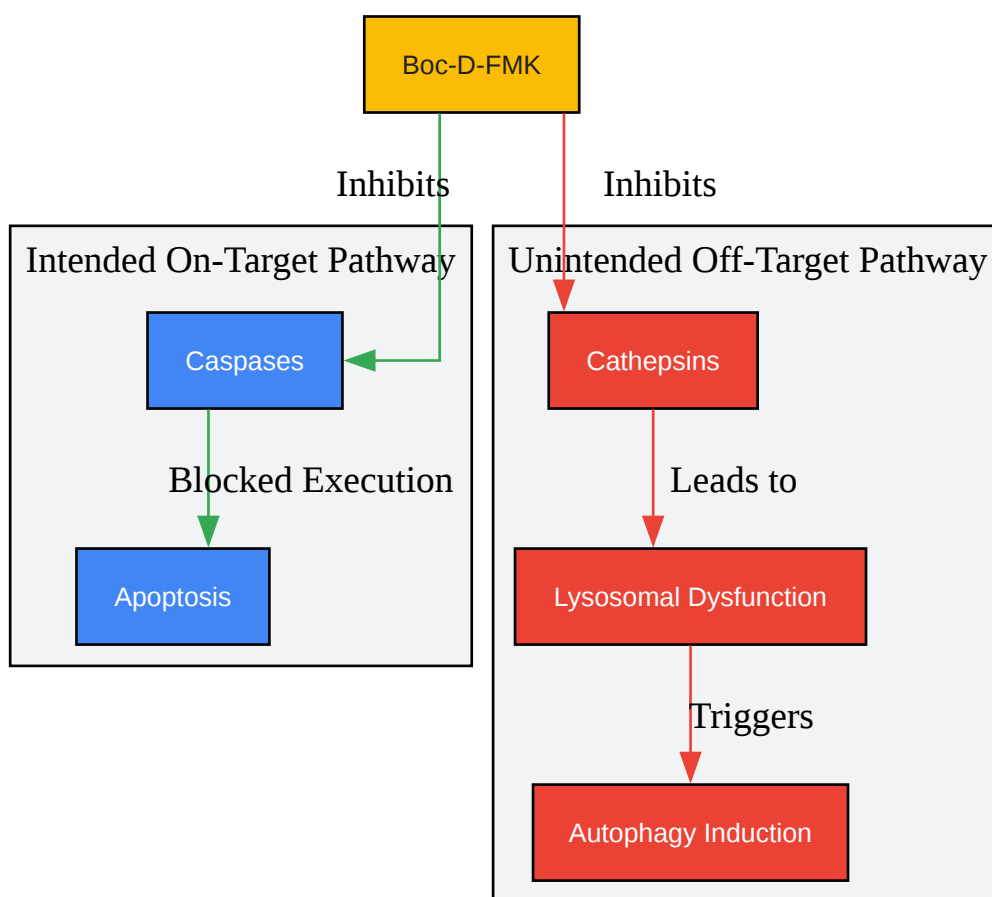 Boc-D-FMK
Inhibits
Inhibits
Intended On-Target Pathway
Unintended Off-Target Pathway
Caspases
Cathepsins
Blocked Execution
Leads to
Apoptosis
Lysosomal Dysfunction
Triggers
Autophagy Induction